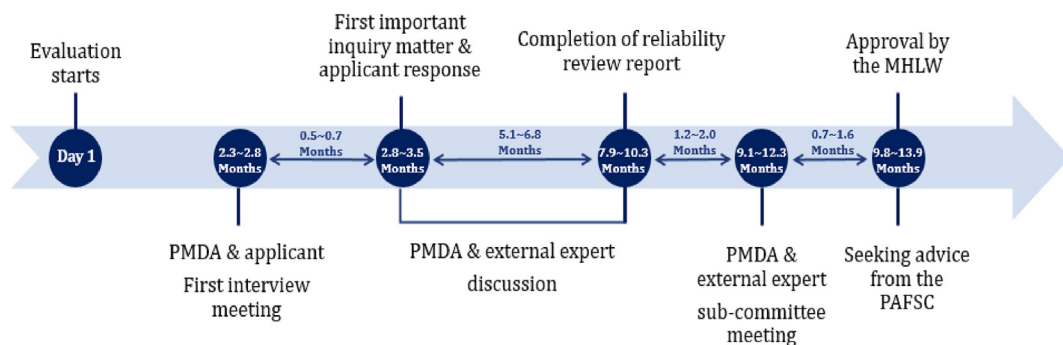 Evaluation
starts
First important
inquiry matter &
applicant response
Completion of reliability
review report
Approval by
the MHLW
Day 1
2.3~2.8
Months
0.5~0.7
Months
2.8~3.5
Months
5.1~6.8
Months
7.9~10.3
Months
1.2~2.0
Months
9.1~12.3
Months
0.7~1.6
Months
9.8~13.9
Months
PMDA & applicant
First interview
meeting
PMDA & external expert
discussion
PMDA &
external expert
sub-committee
meeting
Seeking advice
from the
PAFSC